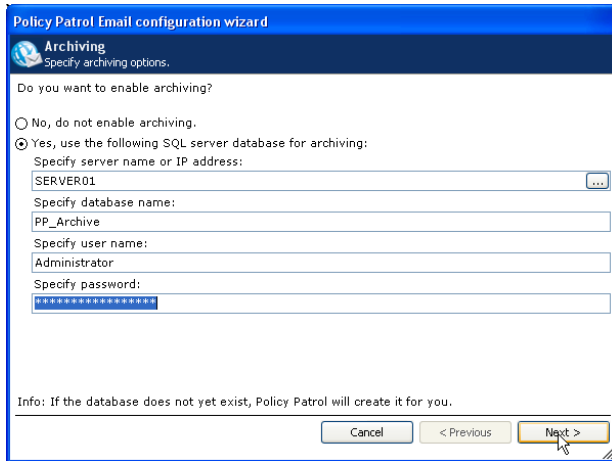 Policy Patrol Email configuration wizard
Archiving
Specify archiving options.
Do you want to enable archiving?
No, do not enable archiving.
Yes, use the following SQL server database for archiving:
Specify server name or IP address:
SERVER01
...
Specify database name:
PP_Archive
Specify user name:
Administrator
Specify password:
*****************
Info: If the database does not yet exist, Policy Patrol will create it for you.
Cancel < Previous Next >